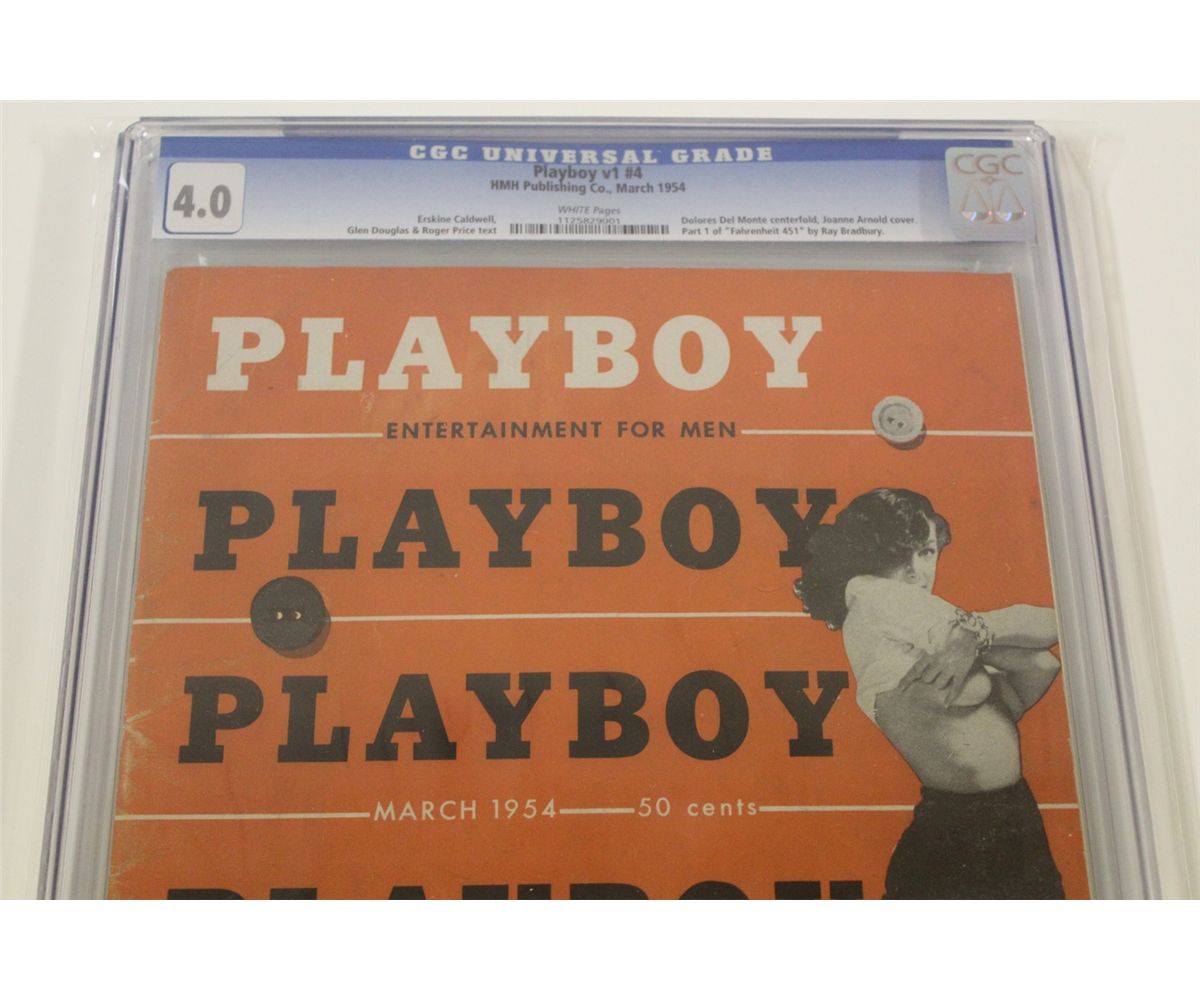 CGC UNIVERSAL GRADE
4.0
Playboy v1 #4
HMH Publishing Co., March 1954
WHITE Pages
1125829001
Erskine Caldwell,
Glen Douglas & Roger Price text
Dolores Del Monte centerfold, Joanne Arnold cover.
Part 1 of "Fahrenheit 451" by Ray Bradbury.
CGC
PLAYBOY
ENTERTAINMENT FOR MEN
PLAYBOY
PLAYBOY
MARCH 1954 50 cents
PLAYBOY